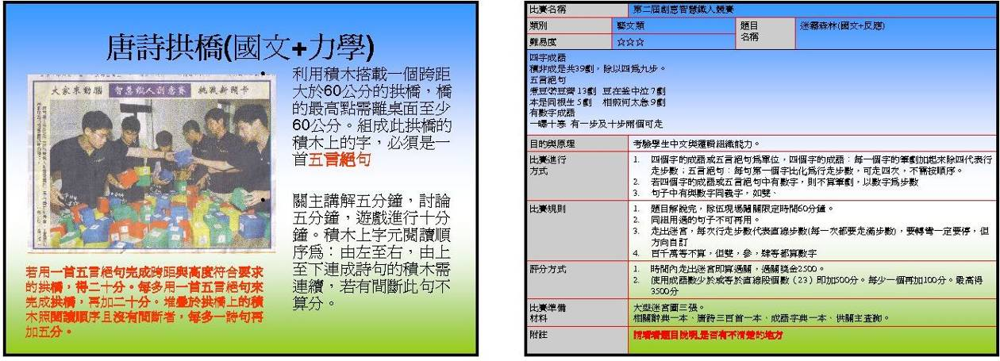 唐詩拱橋(國文+力學)
大家來動腦 智慧鐵人創意賽 挑戰新關卡
利用積木搭載一個跨距
大於60公分的拱橋，橋
的最高點需離桌面至少
60公分。組成此拱橋的
積木上的字，必須是一
首五言絕句
關主講解五分鐘，討論
五分鐘，遊戲進行十分
鐘。積木上字元閱讀順
序為：由左至右，由上
至下連成詩句的積木需
連續，若有間斷此句不
算分。
若用一首五言絕句完成跨距與高度符合要求
的拱橋，得二十分。每多用一首五言絕句來
完成拱橋，再加二十分。堆疊於拱橋上的積
木照閱讀順序且沒有間斷者，每多一詩句再
加五分。
比賽名稱 第二屆創意智慧鐵人競賽
類別 藝文類 題目名稱 迷霧森林(國文+反應)
難易度 ☆☆☆
四字成語
積非成是共39劃，除以四為九步。
五言絕句
煮豆燃豆萁 13劃 豆在釜中泣 7劃
本是同根生 5劃 相煎何太急 9劃
有數字成語
一曝十寒 有一步及十步兩個可走
目的與原理 考驗學生中文與邏輯組織能力。
比賽進行方式 1. 四個字的成語或五言絕句為單位，四個字的成語：每一個字的筆劃加起來除四代表行
走步數；五言絕句：每句第一個字比化為行走步數，可走四次，不需按順序。
2. 若四個字的成語或五言絕句中有數字，則不算筆劃，以數字為步數
3. 句子中有與數字同義字，如雙、
比賽規則 1. 題目解說完，除伍現場闖關限定時間60分鐘。
2. 同組用過的句子不可再用。
3. 走出迷宮，每次行走步數代表直線步數(每一次都要走滿步數)，要轉彎一定要停，但
方向自訂
4. 百千萬等不算，但雙，參，肆等都算數字
評分方式 1. 時間內走出迷宮即算過關，過關獎金2500。
2. 使用成語數少於或等於直線段個數（23）即加500分。每少一個再加100分。最高得
3500分
比賽準備材料 大型迷宮圖三張。
相關辭典一本、唐詩三百首一本、成語字典一本、供關主查詢。
附註 請看看題目說明,是否有不清楚的地方